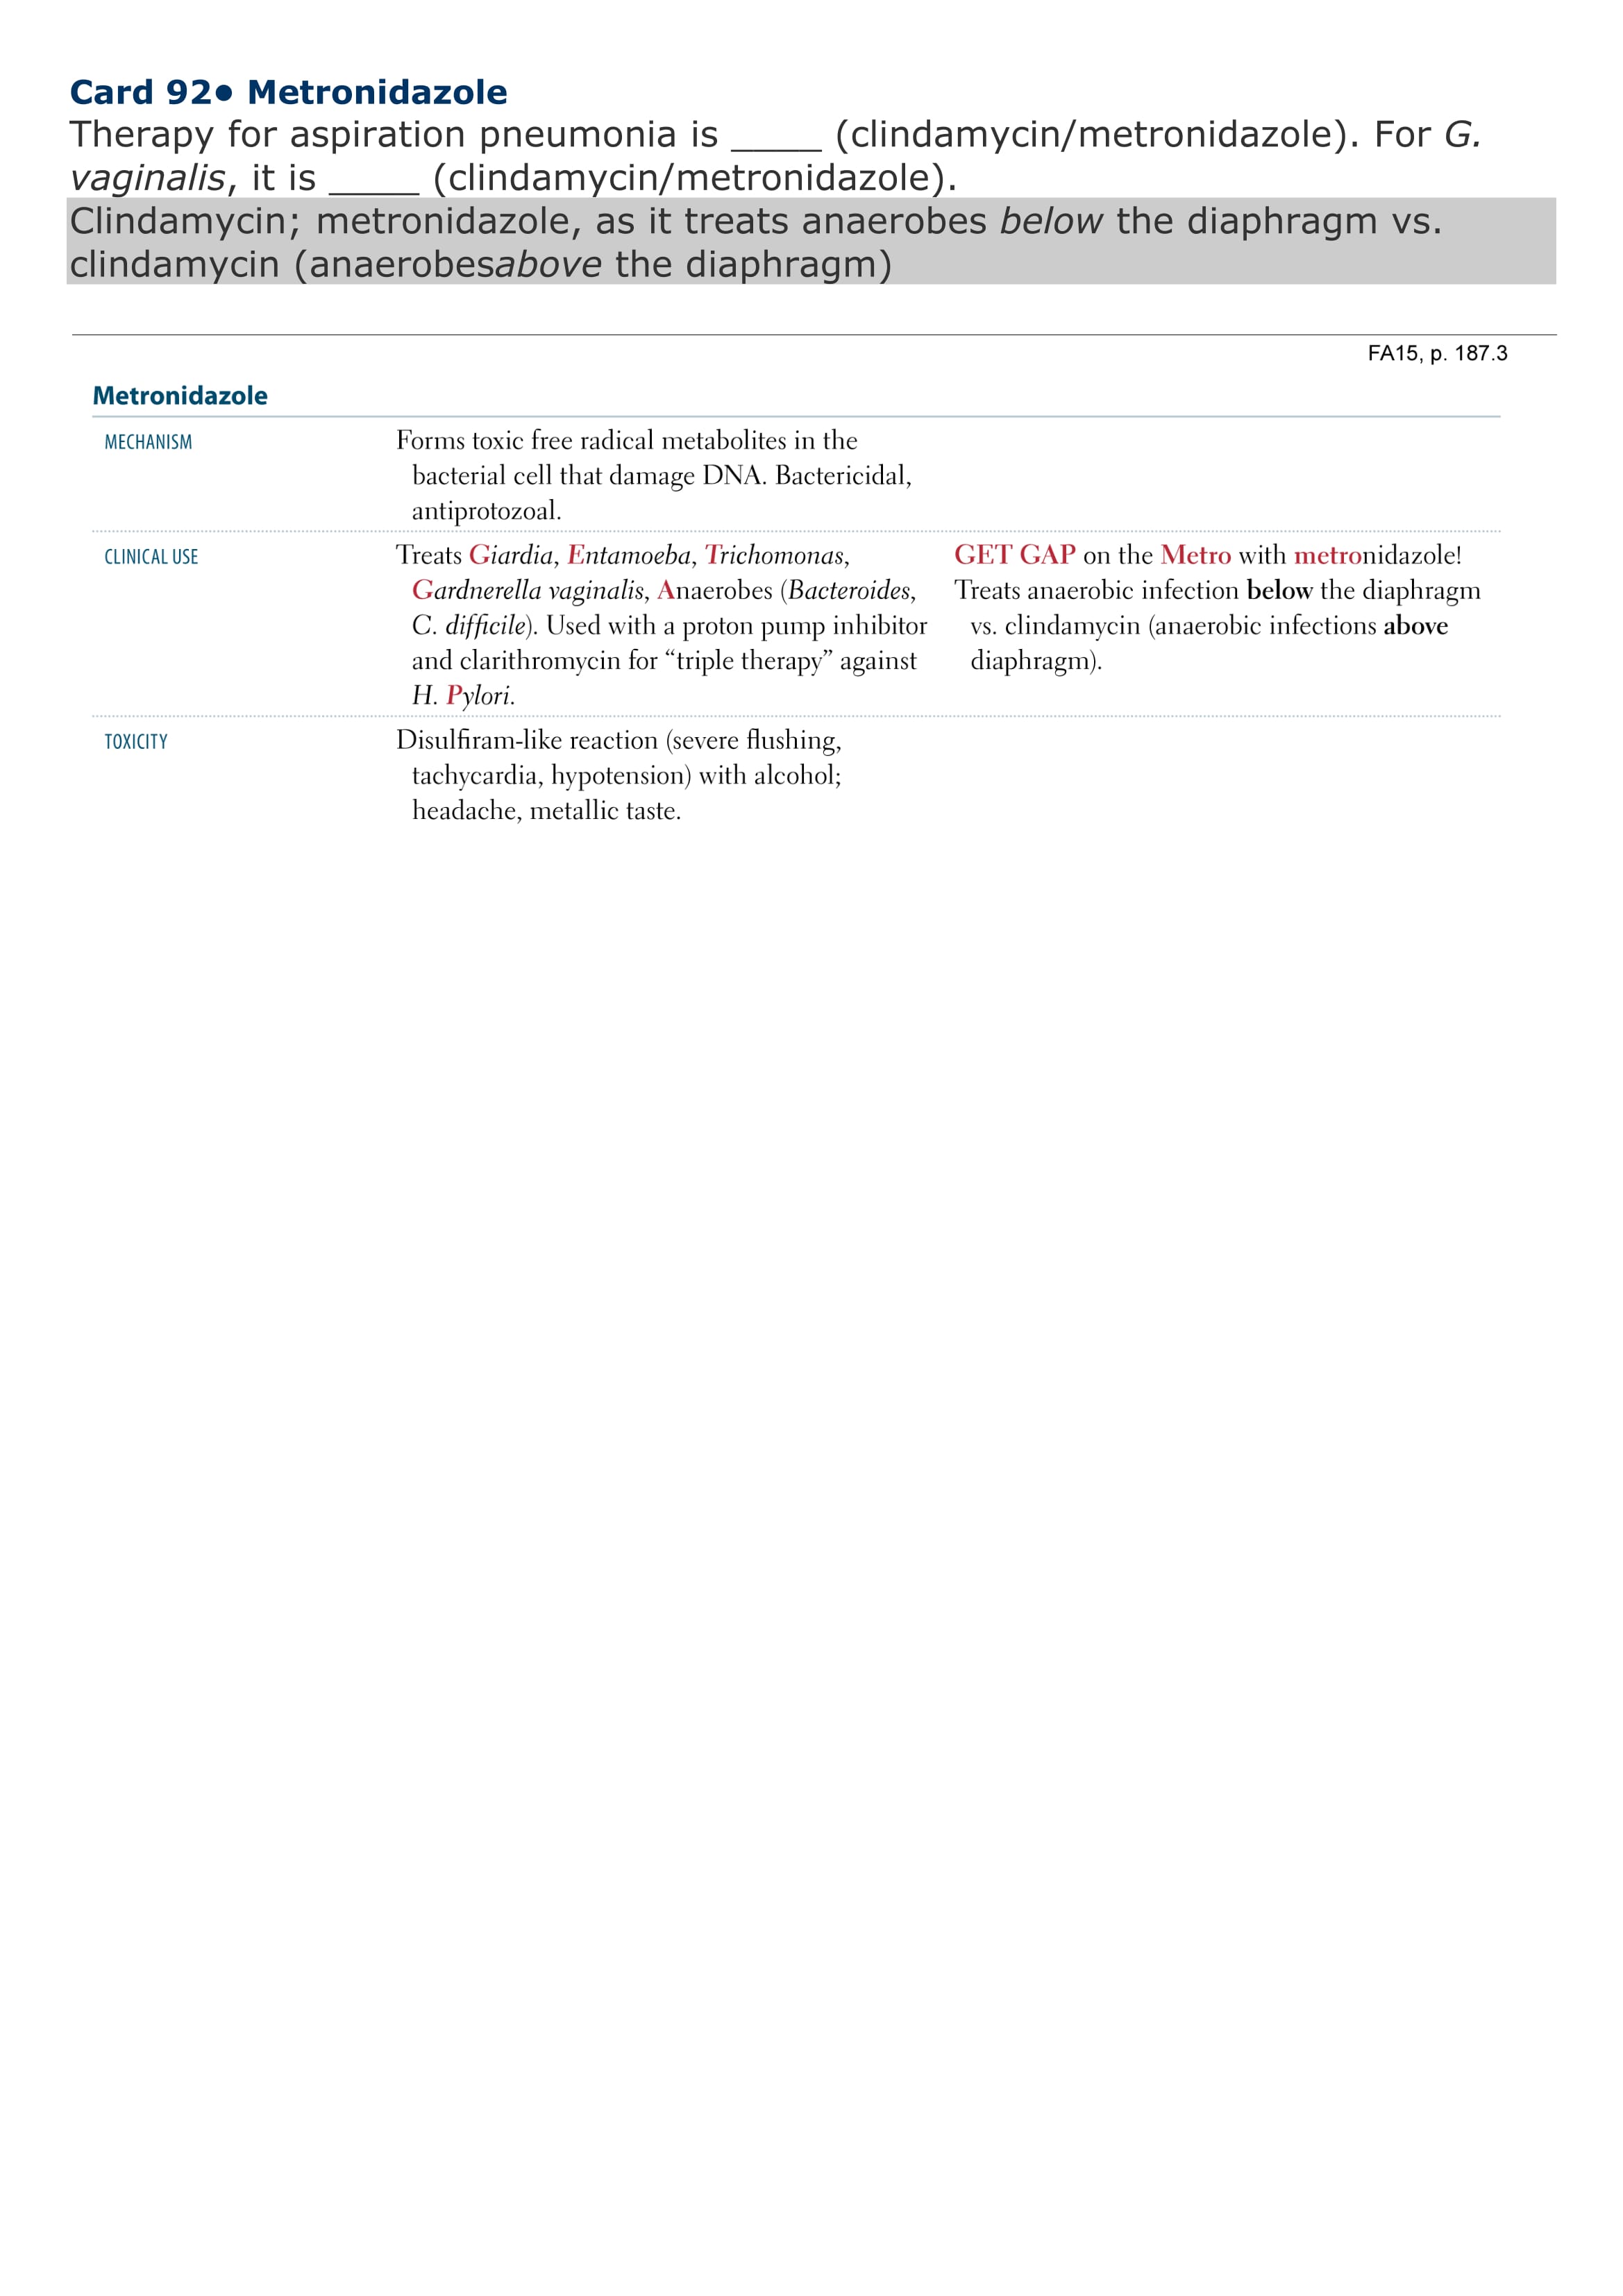 Card 92• Metronidazole
Therapy for aspiration pneumonia is _____ (clindamycin/metronidazole). For G.
vaginalis, it is _____ (clindamycin/metronidazole).
Clindamycin; metronidazole, as it treats anaerobes below the diaphragm vs.
clindamycin (anaerobesabove the diaphragm)
FA15, p. 187.3
Metronidazole
MECHANISM
Forms toxic free radical metabolites in the
bacterial cell that damage DNA. Bactericidal,
antiprotozoal.
CLINICAL USE
Treats Giardia, Entamoeba, Trichomonas,
Gardnerella vaginalis, Anaerobes (Bacteroides,
C. difficile). Used with a proton pump inhibitor
and clarithromycin for “triple therapy” against
H. Pylori.
GET GAP on the Metro with metronidazole!
Treats anaerobic infection below the diaphragm
vs. clindamycin (anaerobic infections above
diaphragm).
TOXICITY
Disulfiram-like reaction (severe flushing,
tachycardia, hypotension) with alcohol;
headache, metallic taste.